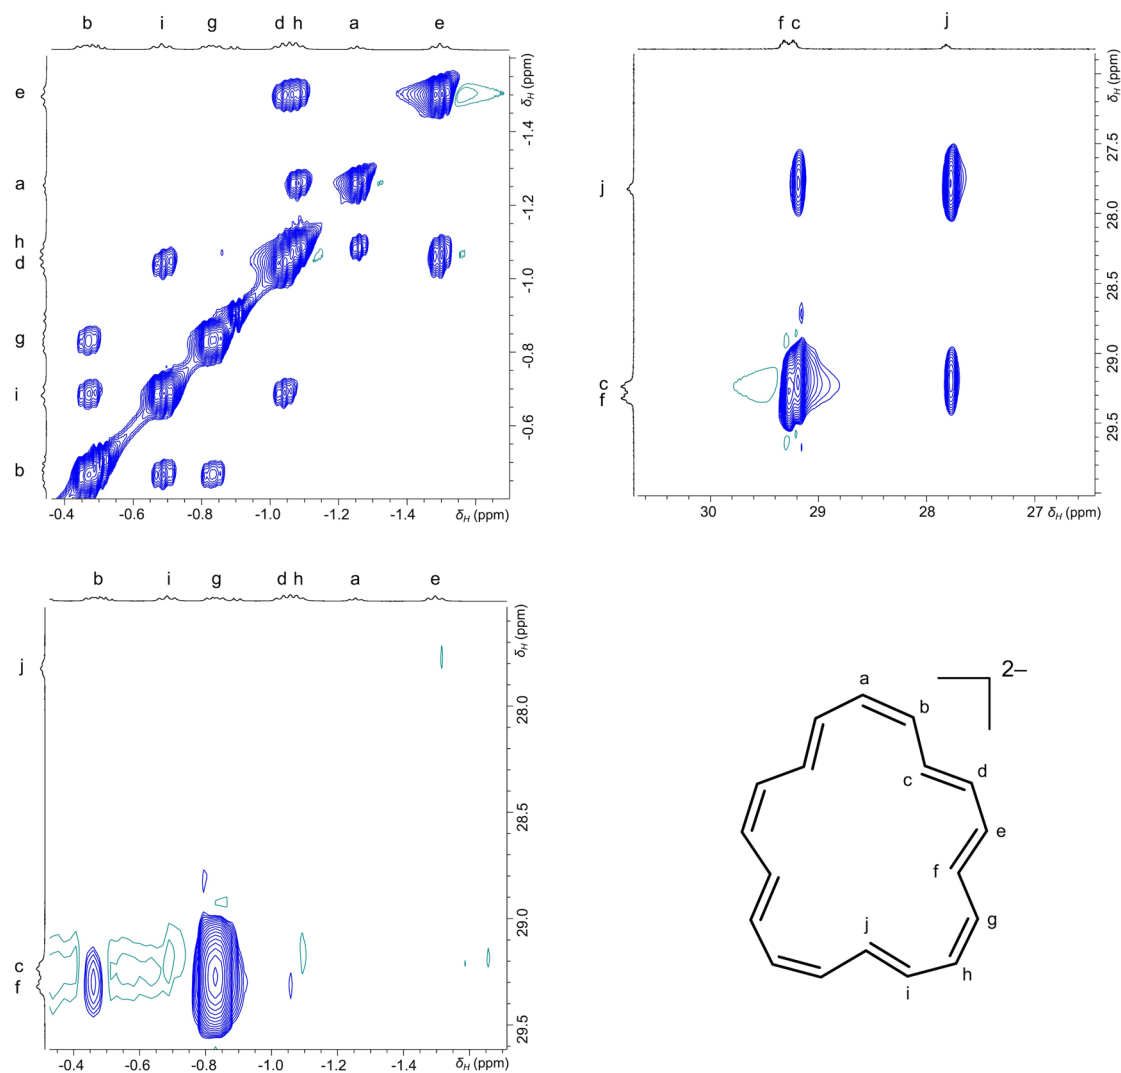 b i g d h a e
e
a
h
d
g
i
b
-1.4
-1.2
-1.0
-0.8
-0.6
δH (ppm)
-0.4 -0.6 -0.8 -1.0 -1.2 -1.4 δH (ppm)
f c j
j
c
f
27.5
28.0
28.5
29.0
29.5
δH (ppm)
30 29 28 27 δH (ppm)
b i g d h a e
j
c
f
28.0
28.5
29.0
29.5
δH (ppm)
-0.4 -0.6 -0.8 -1.0 -1.2 -1.4 δH (ppm)
2–
a
b
c
d
e
f
g
j
h
i